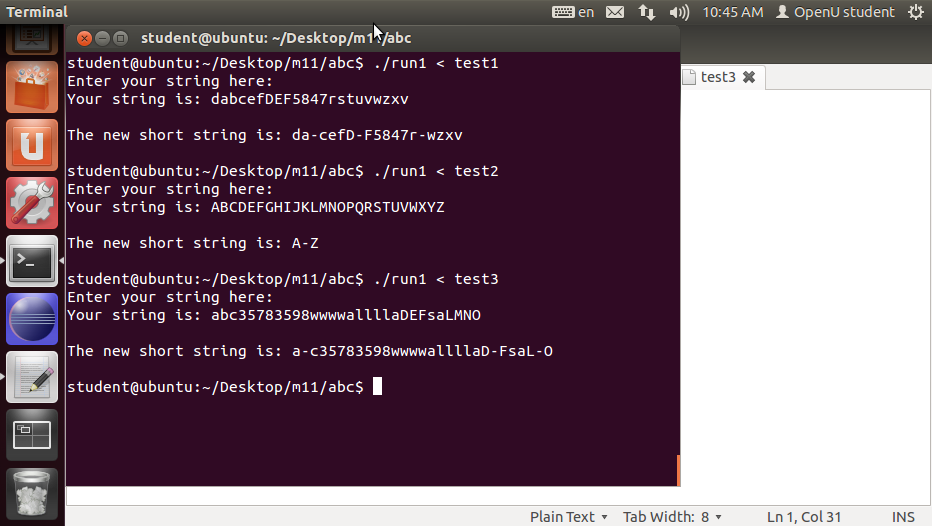 Terminal
en
10:45 AM
OpenU student
student@ubuntu: ~/Desktop/m11/abc
student@ubuntu:~/Desktop/m11/abc$ ./run1 < test1
Enter your string here:
Your string is: dabcefDEF5847rstuvwzxv
The new short string is: da-cefD-F5847r-wzxv
student@ubuntu:~/Desktop/m11/abc$ ./run1 < test2
Enter your string here:
Your string is: ABCDEFGHIJKLMNOPQRSTUVWXYZ
The new short string is: A-Z
student@ubuntu:~/Desktop/m11/abc$ ./run1 < test3
Enter your string here:
Your string is: abc35783598wwwwallllaDEFsaLMNO
The new short string is: a-c35783598wwwwallllaD-FsaL-O
student@ubuntu:~/Desktop/m11/abc$
test3
Plain Text
Tab Width: 8
Ln 1, Col 31
INS